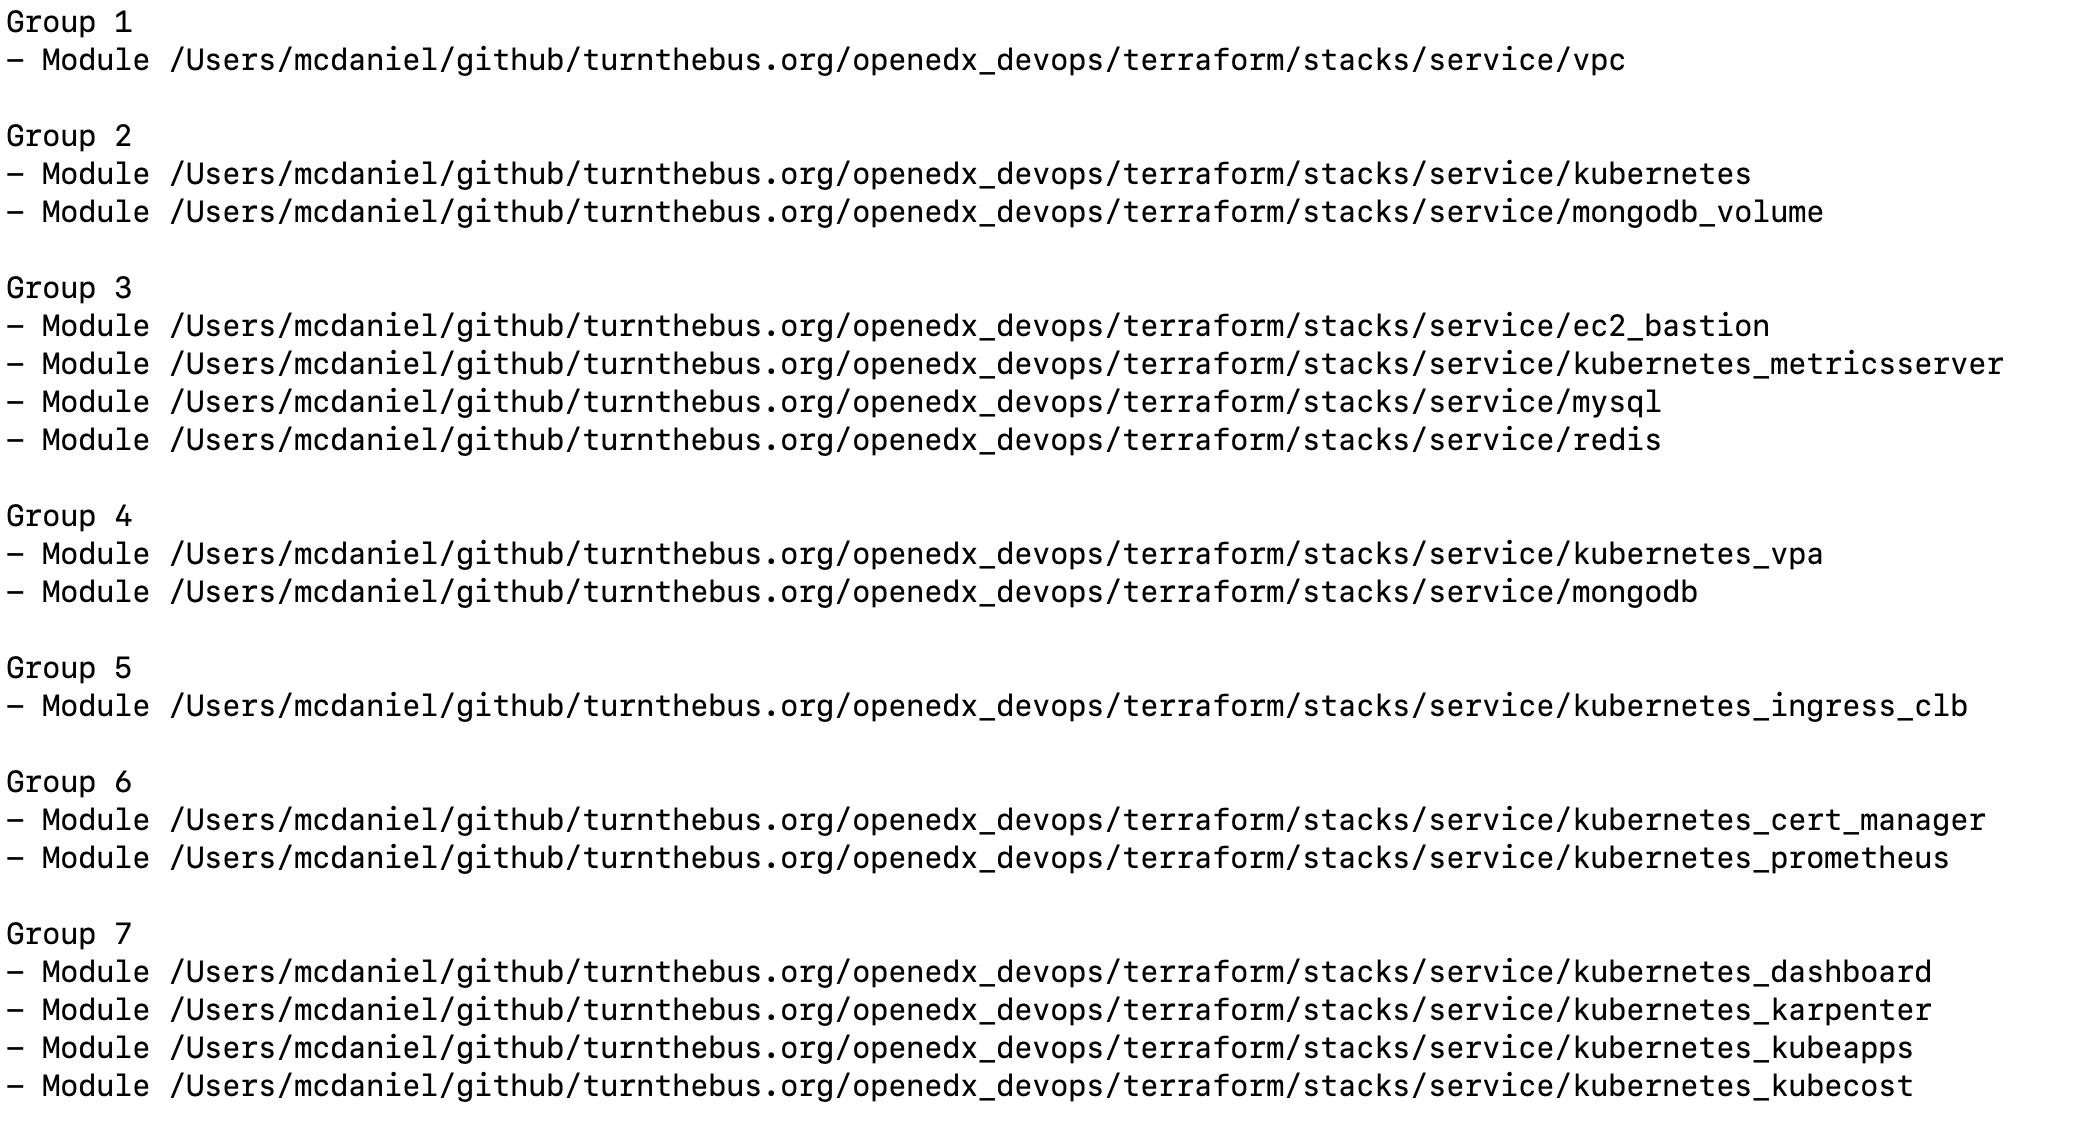 Group 1
– Module /Users/mcdaniel/github/turnthebus.org/openedx_devops/terraform/stacks/service/vpc
Group 2
– Module /Users/mcdaniel/github/turnthebus.org/openedx_devops/terraform/stacks/service/kubernetes
– Module /Users/mcdaniel/github/turnthebus.org/openedx_devops/terraform/stacks/service/mongodb_volume
Group 3
– Module /Users/mcdaniel/github/turnthebus.org/openedx_devops/terraform/stacks/service/ec2_bastion
– Module /Users/mcdaniel/github/turnthebus.org/openedx_devops/terraform/stacks/service/kubernetes_metricsserver
– Module /Users/mcdaniel/github/turnthebus.org/openedx_devops/terraform/stacks/service/mysql
– Module /Users/mcdaniel/github/turnthebus.org/openedx_devops/terraform/stacks/service/redis
Group 4
– Module /Users/mcdaniel/github/turnthebus.org/openedx_devops/terraform/stacks/service/kubernetes_vpa
– Module /Users/mcdaniel/github/turnthebus.org/openedx_devops/terraform/stacks/service/mongodb
Group 5
– Module /Users/mcdaniel/github/turnthebus.org/openedx_devops/terraform/stacks/service/kubernetes_ingress_clb
Group 6
– Module /Users/mcdaniel/github/turnthebus.org/openedx_devops/terraform/stacks/service/kubernetes_cert_manager
– Module /Users/mcdaniel/github/turnthebus.org/openedx_devops/terraform/stacks/service/kubernetes_prometheus
Group 7
– Module /Users/mcdaniel/github/turnthebus.org/openedx_devops/terraform/stacks/service/kubernetes_dashboard
– Module /Users/mcdaniel/github/turnthebus.org/openedx_devops/terraform/stacks/service/kubernetes_karpenter
– Module /Users/mcdaniel/github/turnthebus.org/openedx_devops/terraform/stacks/service/kubernetes_kubeapps
– Module /Users/mcdaniel/github/turnthebus.org/openedx_devops/terraform/stacks/service/kubernetes_kubecost